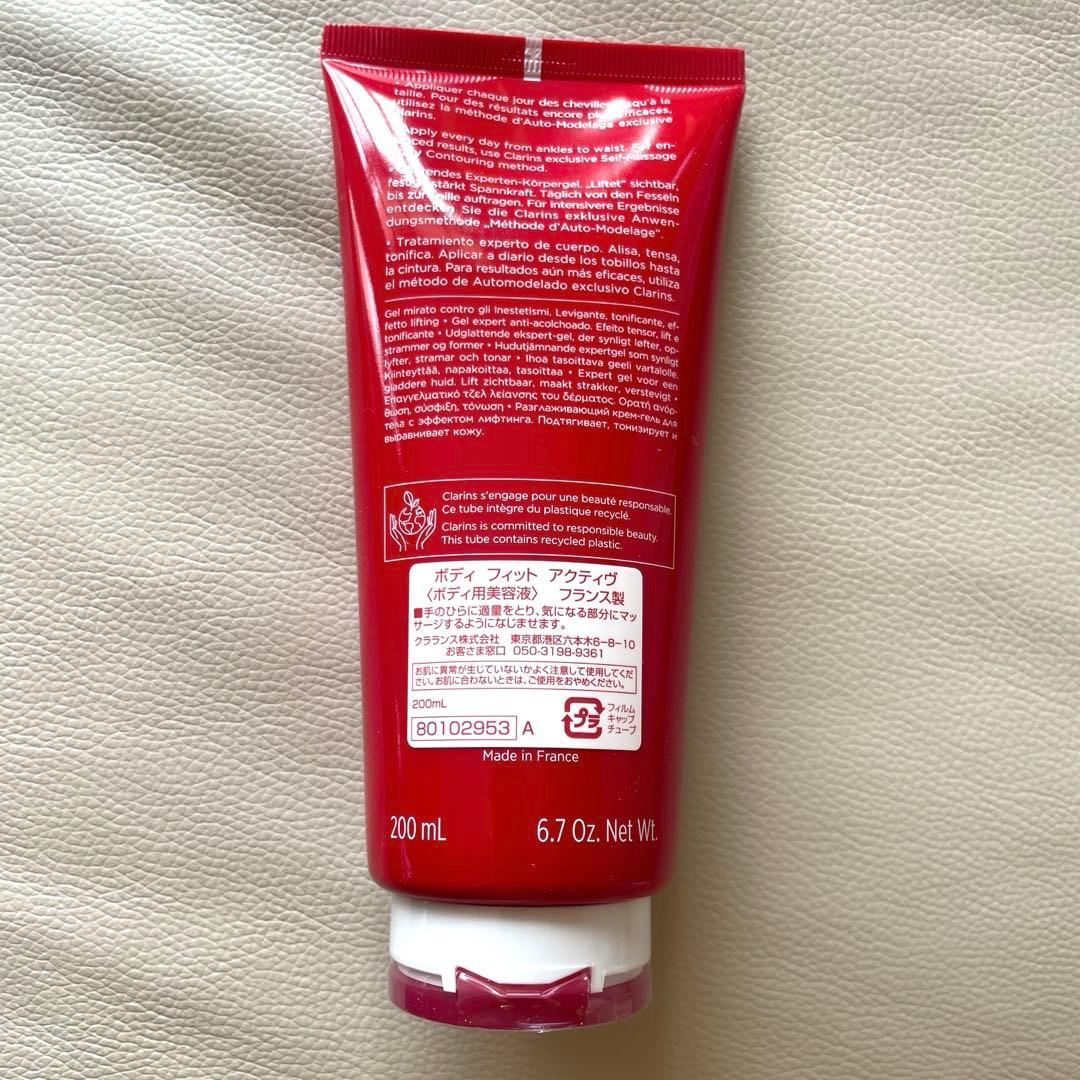 • Appliquer chaque jour des chevilles jusqu'à la
taille. Pour des résultats encore plus efficaces,
utilisez la méthode d'Auto-Modelage exclusive
Clarins.
• Apply every day from ankles to waist. For en-
results, use Clarins exclusive Self-Massage
Contouring method.
Experten-Körpergel. „Liftet" sichtbar,
stärkt Spannkraft. Täglich von den Fesseln
bis zur Taille auftragen. Für intensivere Ergebnisse
entdecken Sie die Clarins exklusive Anwen-
dungsmethode „Méthode d'Auto-Modelage".
• Tratamiento experto de cuerpo. Alisa, tensa,
tonifica. Aplicar a diario desde los tobillos hasta
la cintura. Para resultados aún más eficaces, utiliza
el método de Automodelado exclusivo Clarins.
Gel mirato contro gli inestetismi. Levigante, tonificante, ef-
fetto lifting • Gel expert anti-acolchoado. Efeito tensor, lift e
tonificante • Udglattende ekspert-gel, der synligt løfter, op-
strammer og former • Hudutjämnande expertgel som synligt
lyfter, stramar och tonar • Ihoa tasoittava geeli vartalolle.
Kiinteyttää, napakoittaa, tasoittaa • Expert gel voor een
gladdere huid. Lift zichtbaar, maakt strakker, verstevigt •
Επαγγελματικό τζελ λείανσης του δέρματος. Ορατή ανόρ-
θωση, σύσφιξη, τόνωση • Разглаживающий крем-гель для
тела с эффектом лифтинга. Подтягивает, тонизирует и
выравнивает кожу.
Clarins s'engage pour une beauté responsable.
Ce tube intègre du plastique recyclé.
Clarins is committed to responsible beauty.
This tube contains recycled plastic.
ボディ フィット アクティヴ
〈ボディ用美容液〉 フランス製
■手のひらに適量をとり、気になる部分にマッ
サージするようになじませます。
クラランス株式会社 東京都港区六本木6-8-10
お客さま窓口 050-3198-9361
お肌に異常が生じていないかよく注意して使用してくだ
さい。お肌に合わないときは、ご使用をおやめください。
200mL
80102953 A
プラ
フィルム
キャップ
チューブ
Made in France
200 mL 6.7 Oz. Net Wt.